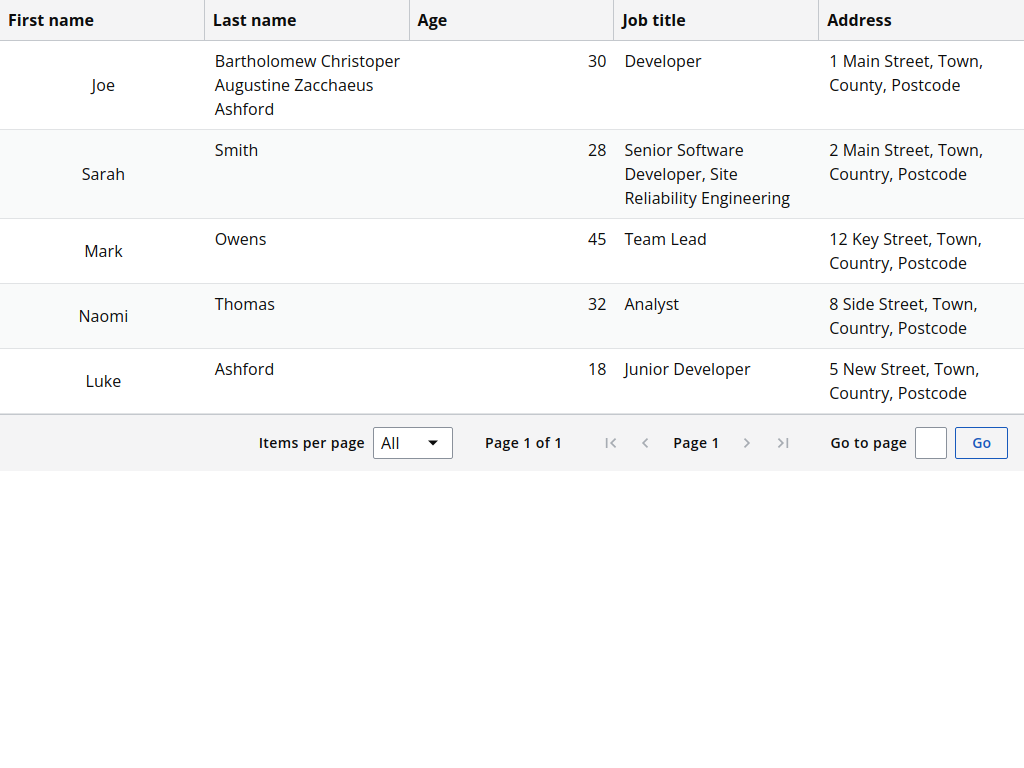 First name Last name Age Job title Address
Joe Bartholomew Christoper Augustine Zacchaeus Ashford 30 Developer 1 Main Street, Town, County, Postcode
Sarah Smith 28 Senior Software Developer, Site Reliability Engineering 2 Main Street, Town, Country, Postcode
Mark Owens 45 Team Lead 12 Key Street, Town, Country, Postcode
Naomi Thomas 32 Analyst 8 Side Street, Town, Country, Postcode
Luke Ashford 18 Junior Developer 5 New Street, Town, Country, Postcode
Items per page All Page 1 of 1 Page 1 Go to page Go